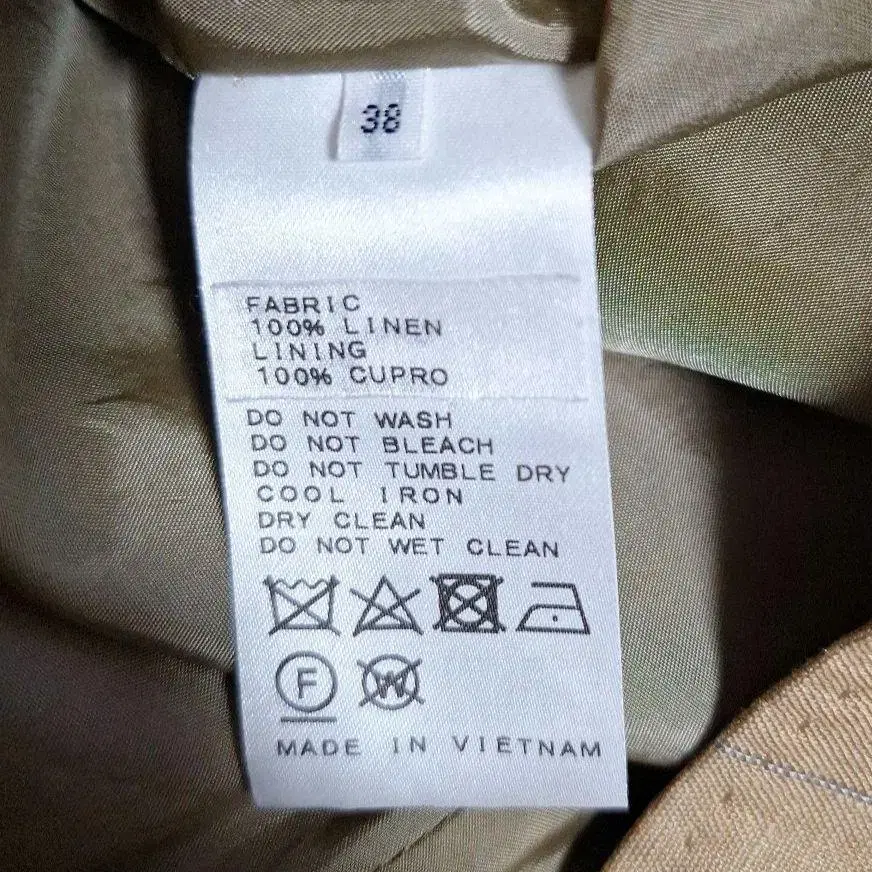 38
FABRIC
100% LINEN
LINING
100% CUPRO
DO NOT WASH
DO NOT BLEACH
DO NOT TUMBLE DRY
COOL IRON
DRY CLEAN
DO NOT WET CLEAN
F W
MADE IN VIETNAM